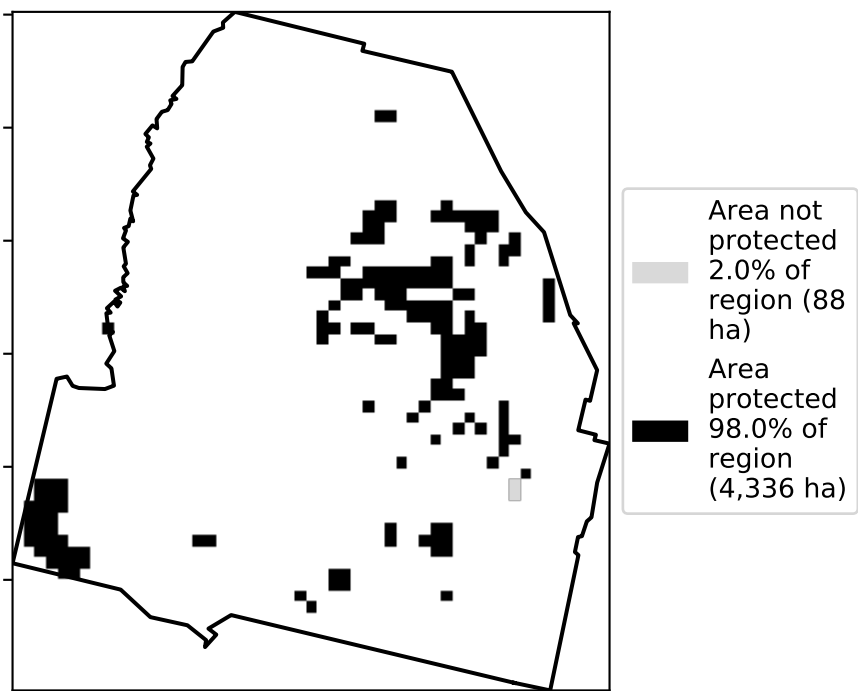 Area not
protected
2.0% of
region (88
ha)
Area
protected
98.0% of
region
(4,336 ha)